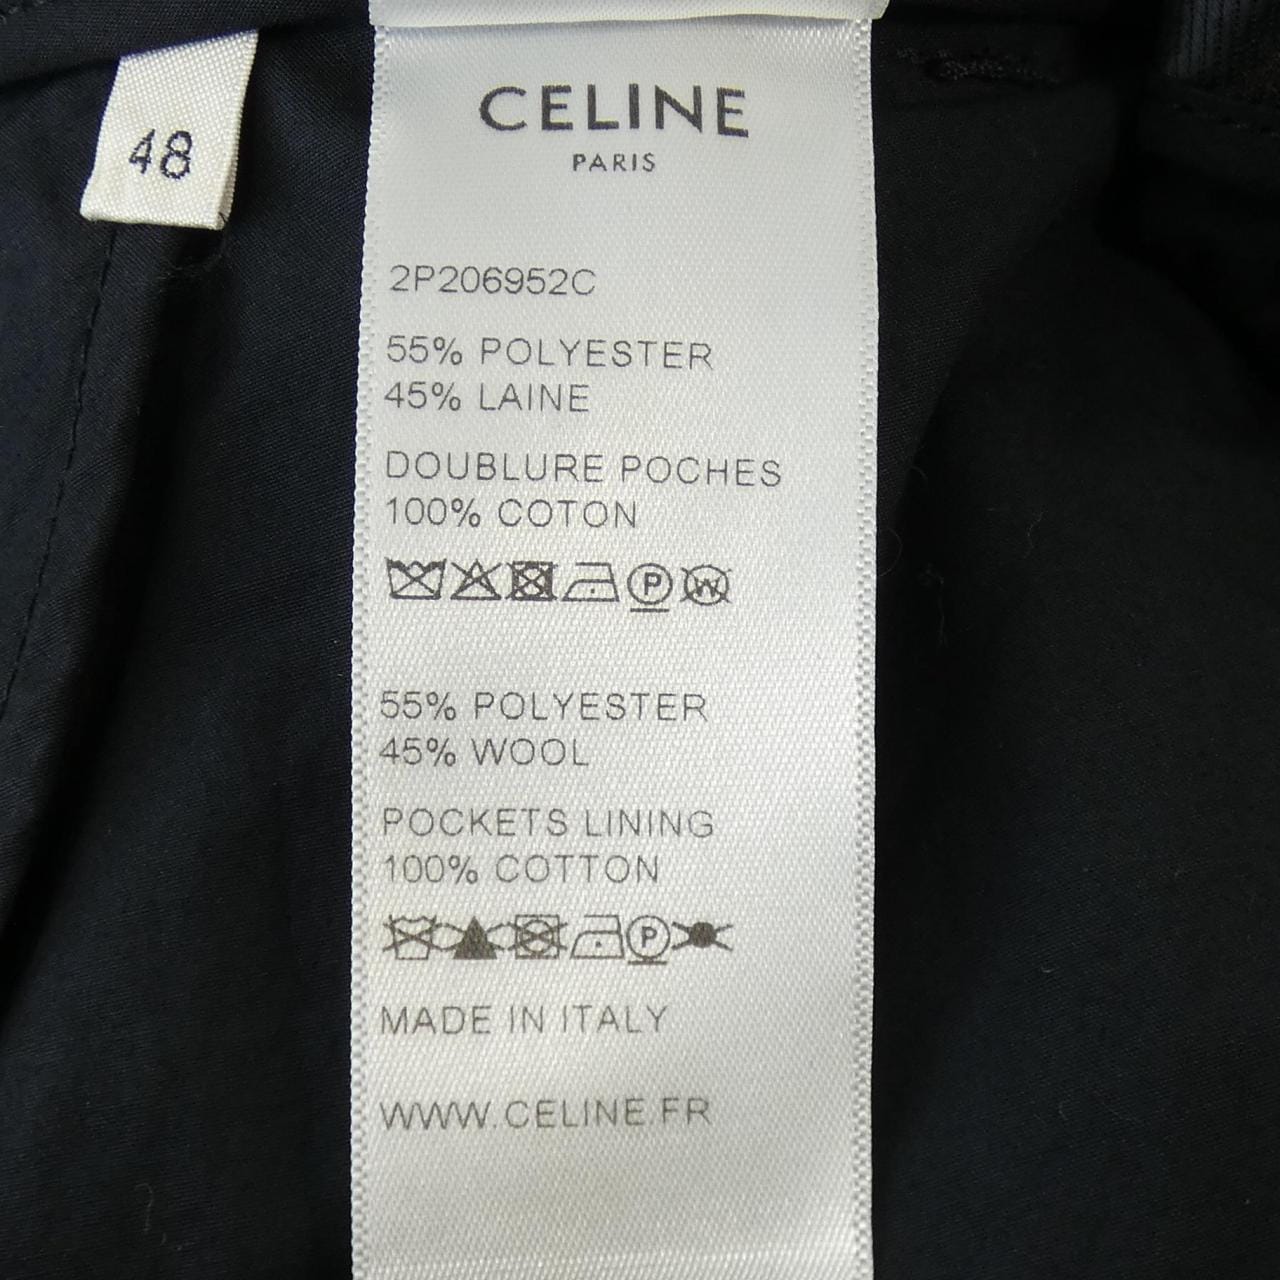 48
CELINE
PARIS
2P206952C
55% POLYESTER
45% LAINE
DOUBLURE POCHES
100% COTON
P W
55% POLYESTER
45% WOOL
POCKETS LINING
100% COTTON
P
MADE IN ITALY
WWW.CELINE.FR